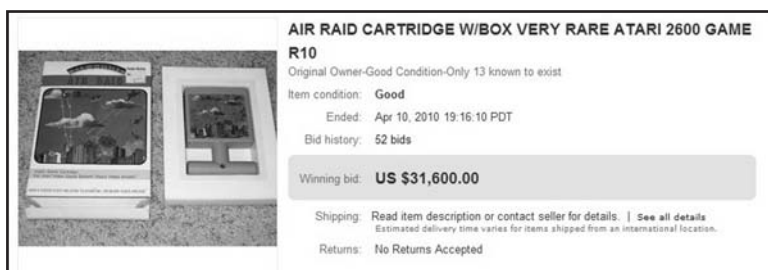 AIR RAID CARTRIDGE W/BOX VERY RARE ATARI 2600 GAME
R10
Original Owner-Good Condition-Only 13 known to exist
Item condition: Good
Ended: Apr 10, 2010 19:16:10 PDT
Bid history: 52 bids
Winning bid: US $31,600.00
Shipping: Read item description or contact seller for details. | See all details
Estimated delivery time varies for items shipped from an international location.
Returns: No Returns Accepted